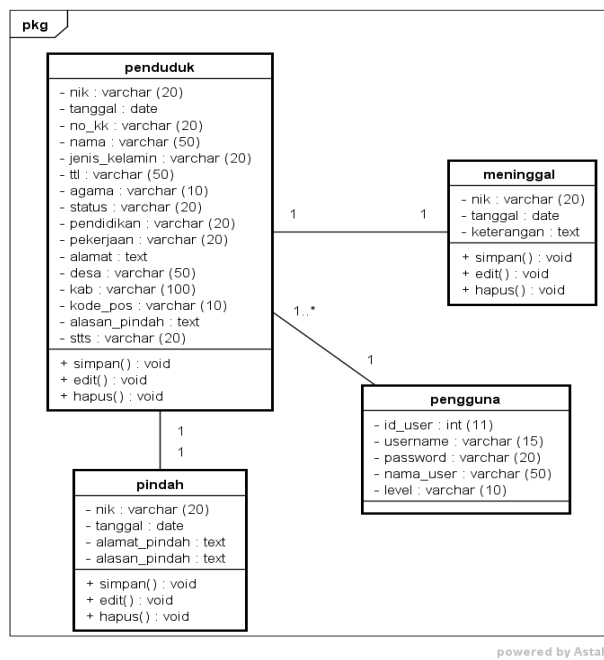 pkg
penduduk
- nik : varchar (20)
- tanggal : date
- no_kk : varchar (20)
- nama : varchar (50)
- jenis_kelamin : varchar (20)
- ttl : varchar (50)
- agama : varchar (10)
- status : varchar (20)
- pendidikan : varchar (20)
- pekerjaan : varchar (20)
- alamat : text
- desa : varchar (50)
- kab : varchar (100)
- kode_pos : varchar (10)
- alasan_pindah : text
- stts : varchar (20)
+ simpan() : void
+ edit() : void
+ hapus() : void
1
1
meninggal
- nik : varchar (20)
- tanggal : date
- keterangan : text
+ simpan() : void
+ edit() : void
+ hapus() : void
1..*
1
pengguna
- id_user : int (11)
- username : varchar (15)
- password : varchar (20)
- nama_user : varchar (50)
- level : varchar (10)
1
1
pindah
- nik : varchar (20)
- tanggal : date
- alamat_pindah : text
- alasan_pindah : text
+ simpan() : void
+ edit() : void
+ hapus() : void
powered by Astal